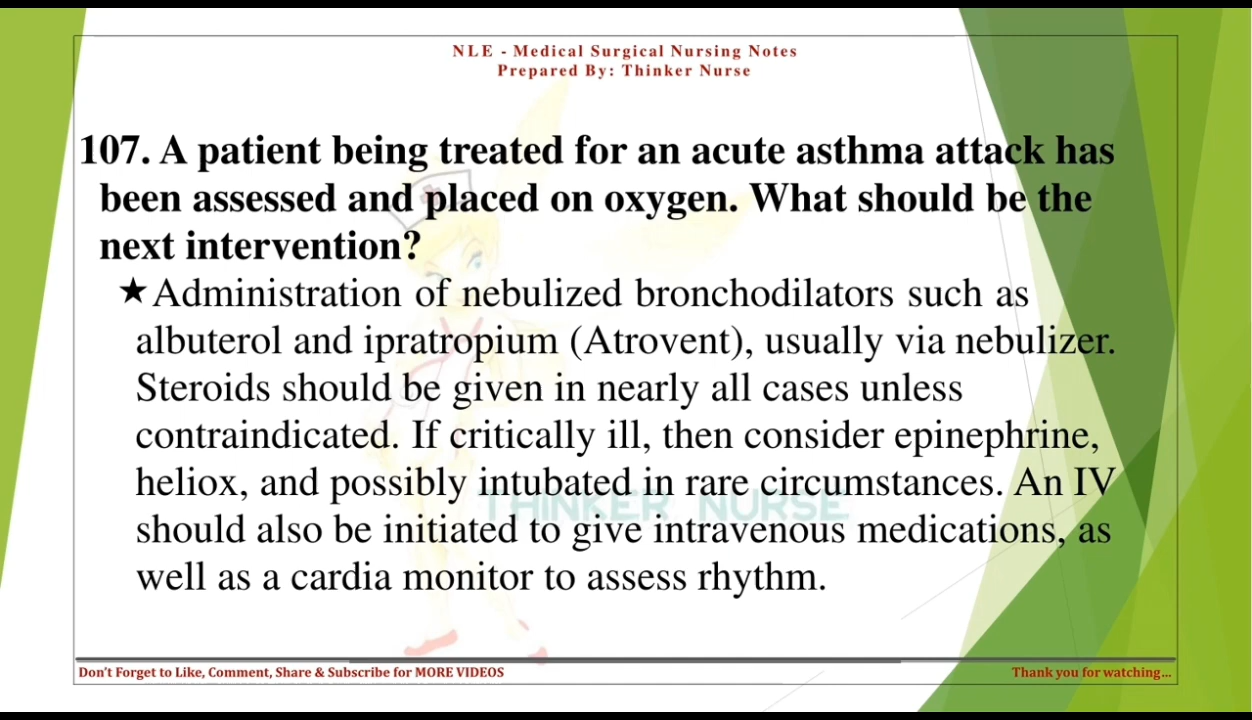 NLE - Medical Surgical Nursing Notes
Prepared By: Thinker Nurse
107. A patient being treated for an acute asthma attack has
been assessed and placed on oxygen. What should be the
next intervention?
★Administration of nebulized bronchodilators such as
albuterol and ipratropium (Atrovent), usually via nebulizer.
Steroids should be given in nearly all cases unless
contraindicated. If critically ill, then consider epinephrine,
heliox, and possibly intubated in rare circumstances. An IV
THINKER NURSE
should also be initiated to give intravenous medications, as
well as a cardia monitor to assess rhythm.
Don't Forget to Like, Comment, Share & Subscribe for MORE VIDEOS
Thank you for watching...